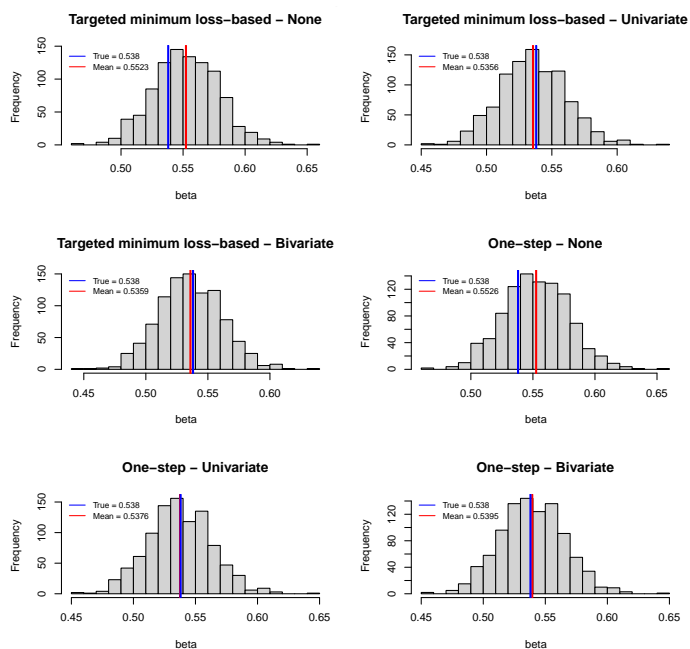 Targeted minimum loss−based − None
Targeted minimum loss−based − Univariate
True = 0.538
Mean = 0.5523
Frequency
0 50 100 150
0.50 0.55 0.60 0.65
beta
True = 0.538
Mean = 0.5356
Frequency
0 50 100 150
0.45 0.50 0.55 0.60
beta
Targeted minimum loss−based − Bivariate
One−step − None
True = 0.538
Mean = 0.5359
Frequency
0 50 100 150
0.45 0.50 0.55 0.60
beta
True = 0.538
Mean = 0.5526
Frequency
0 20 40 80 120
0.50 0.55 0.60 0.65
beta
One−step − Univariate
One−step − Bivariate
True = 0.538
Mean = 0.5376
Frequency
0 50 100 150
0.45 0.50 0.55 0.60 0.65
beta
True = 0.538
Mean = 0.5395
Frequency
0 20 40 80 120
0.45 0.50 0.55 0.60 0.65
beta